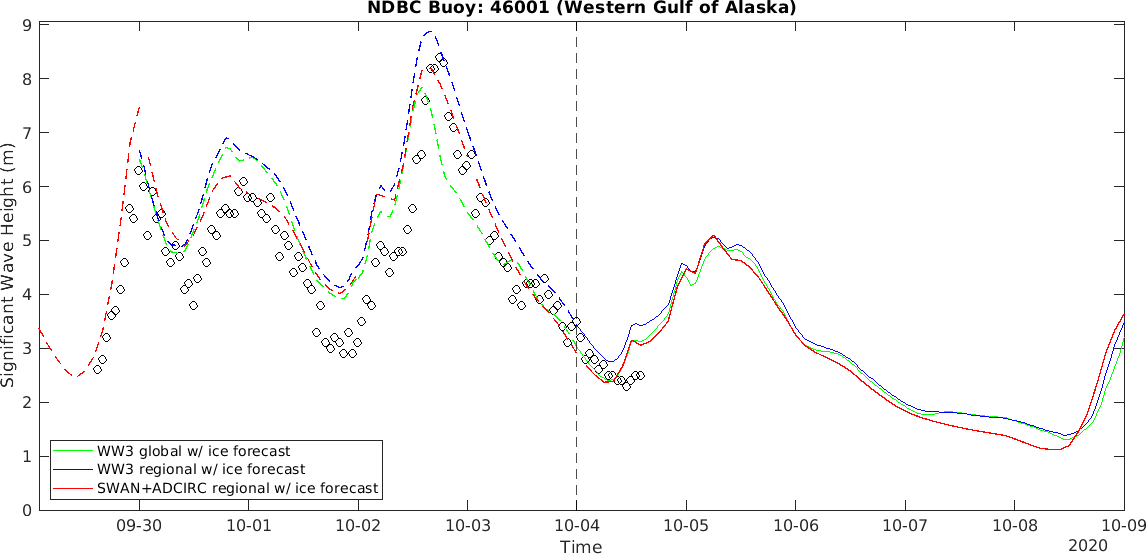 NDBC Buoy: 46001 (Western Gulf of Alaska)
Significant Wave Height (m)
9
8
7
6
5
4
3
2
1
0
WW3 global w/ ice forecast
WW3 regional w/ ice forecast
SWAN+ADCIRC regional w/ ice forecast
09-30 10-01 10-02 10-03 10-04 10-05 10-06 10-07 10-08 10-09
Time
2020